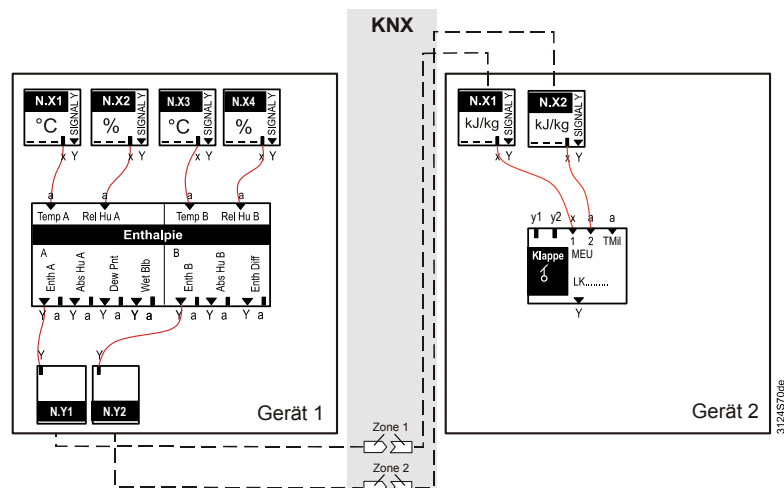 KNX
N.X1
°C
SIGNAL Y
x Y
N.X2
%
SIGNAL Y
x Y
N.X3
°C
SIGNAL Y
x Y
N.X4
%
SIGNAL Y
x Y
a a a a
Temp A Rel Hu A Temp B Rel Hu B
Enthalpie
A B
Enth A
Abs Hu A
Dew Pnt
Wet Blb
Enth B
Abs Hu B
Enth Diff
Y a Y a Y a Y a Y a Y a Y a
Y Y
N.Y1 N.Y2
Gerät 1
Zone 1
Zone 2
N.X1
kJ/kg
SIGNAL Y
x Y
N.X2
kJ/kg
SIGNAL Y
x Y
y1 y2 x a a
1 2 TMil
Klappe MEU
LK.........
Y
Gerät 2
3124S70de